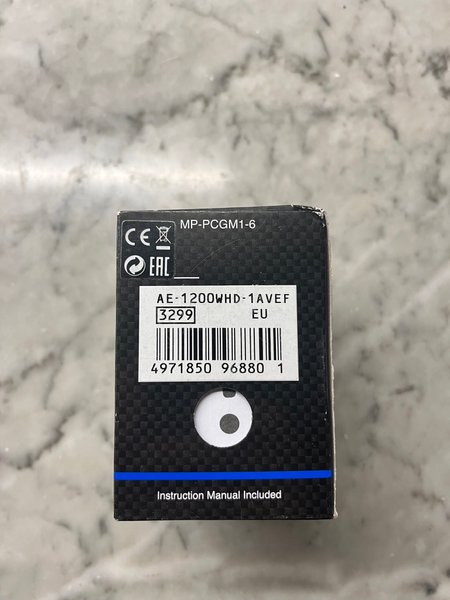 MP-PCGM1-6
CE
EAC
AE-1200WHD-1AVEF
3299 EU
4971850 96880 1
Instruction Manual Included